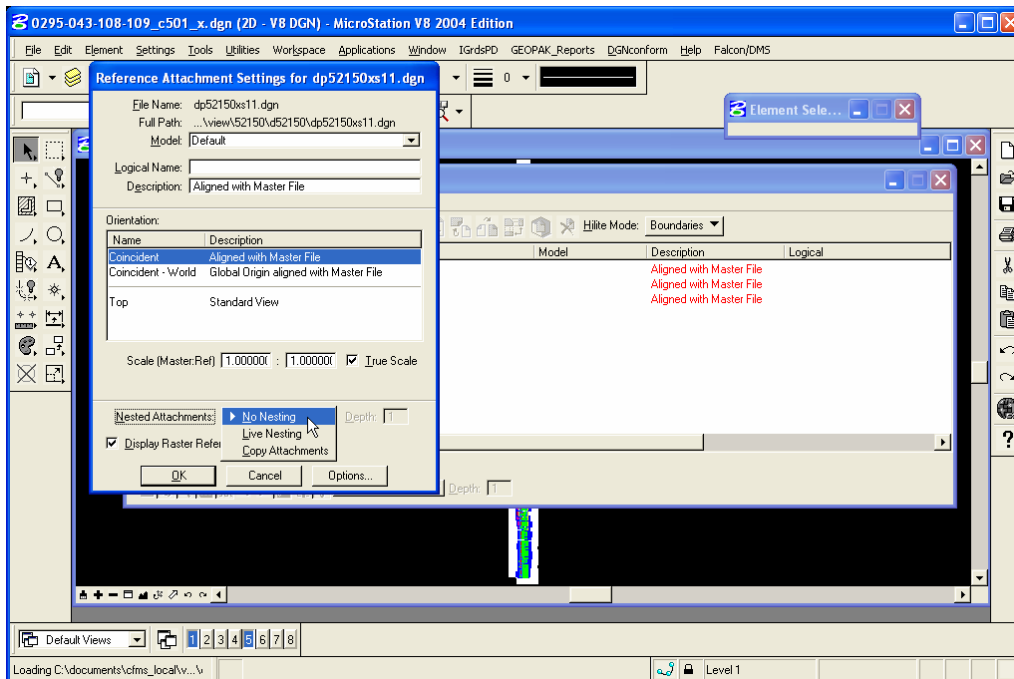 0295-043-108-109_c501_x.dgn (2D - V8 DGN) - MicroStation V8 2004 Edition
File Edit Element Settings Tools Utilities Workspace Applications Window IGrdsPD GEOPAK_Reports DGNconform Help Falcon/DMS
Reference Attachment Settings for dp52150xs11.dgn
0
File Name: dp52150xs11.dgn
Full Path: ...\view\52150\d52150\dp52150xs11.dgn
Model: Default
Logical Name:
Description: Aligned with Master File
Element Sele...
Orientation:
Name Description
Coincident Aligned with Master File
Coincident - World Global Origin aligned with Master File
Top Standard View
Hilite Mode: Boundaries
Model Description Logical
Aligned with Master File
Aligned with Master File
Aligned with Master File
Scale (Master:Ref) 1.00000 : 1.00000 True Scale
Nested Attachments: No Nesting Depth: 1
Live Nesting
Copy Attachments
Display Raster Refer
OK Cancel Options...
Depth: 1
Default Views 1 2 3 4 5 6 7 8
Loading C:\documents\cfms_local\v...\v
Level 1